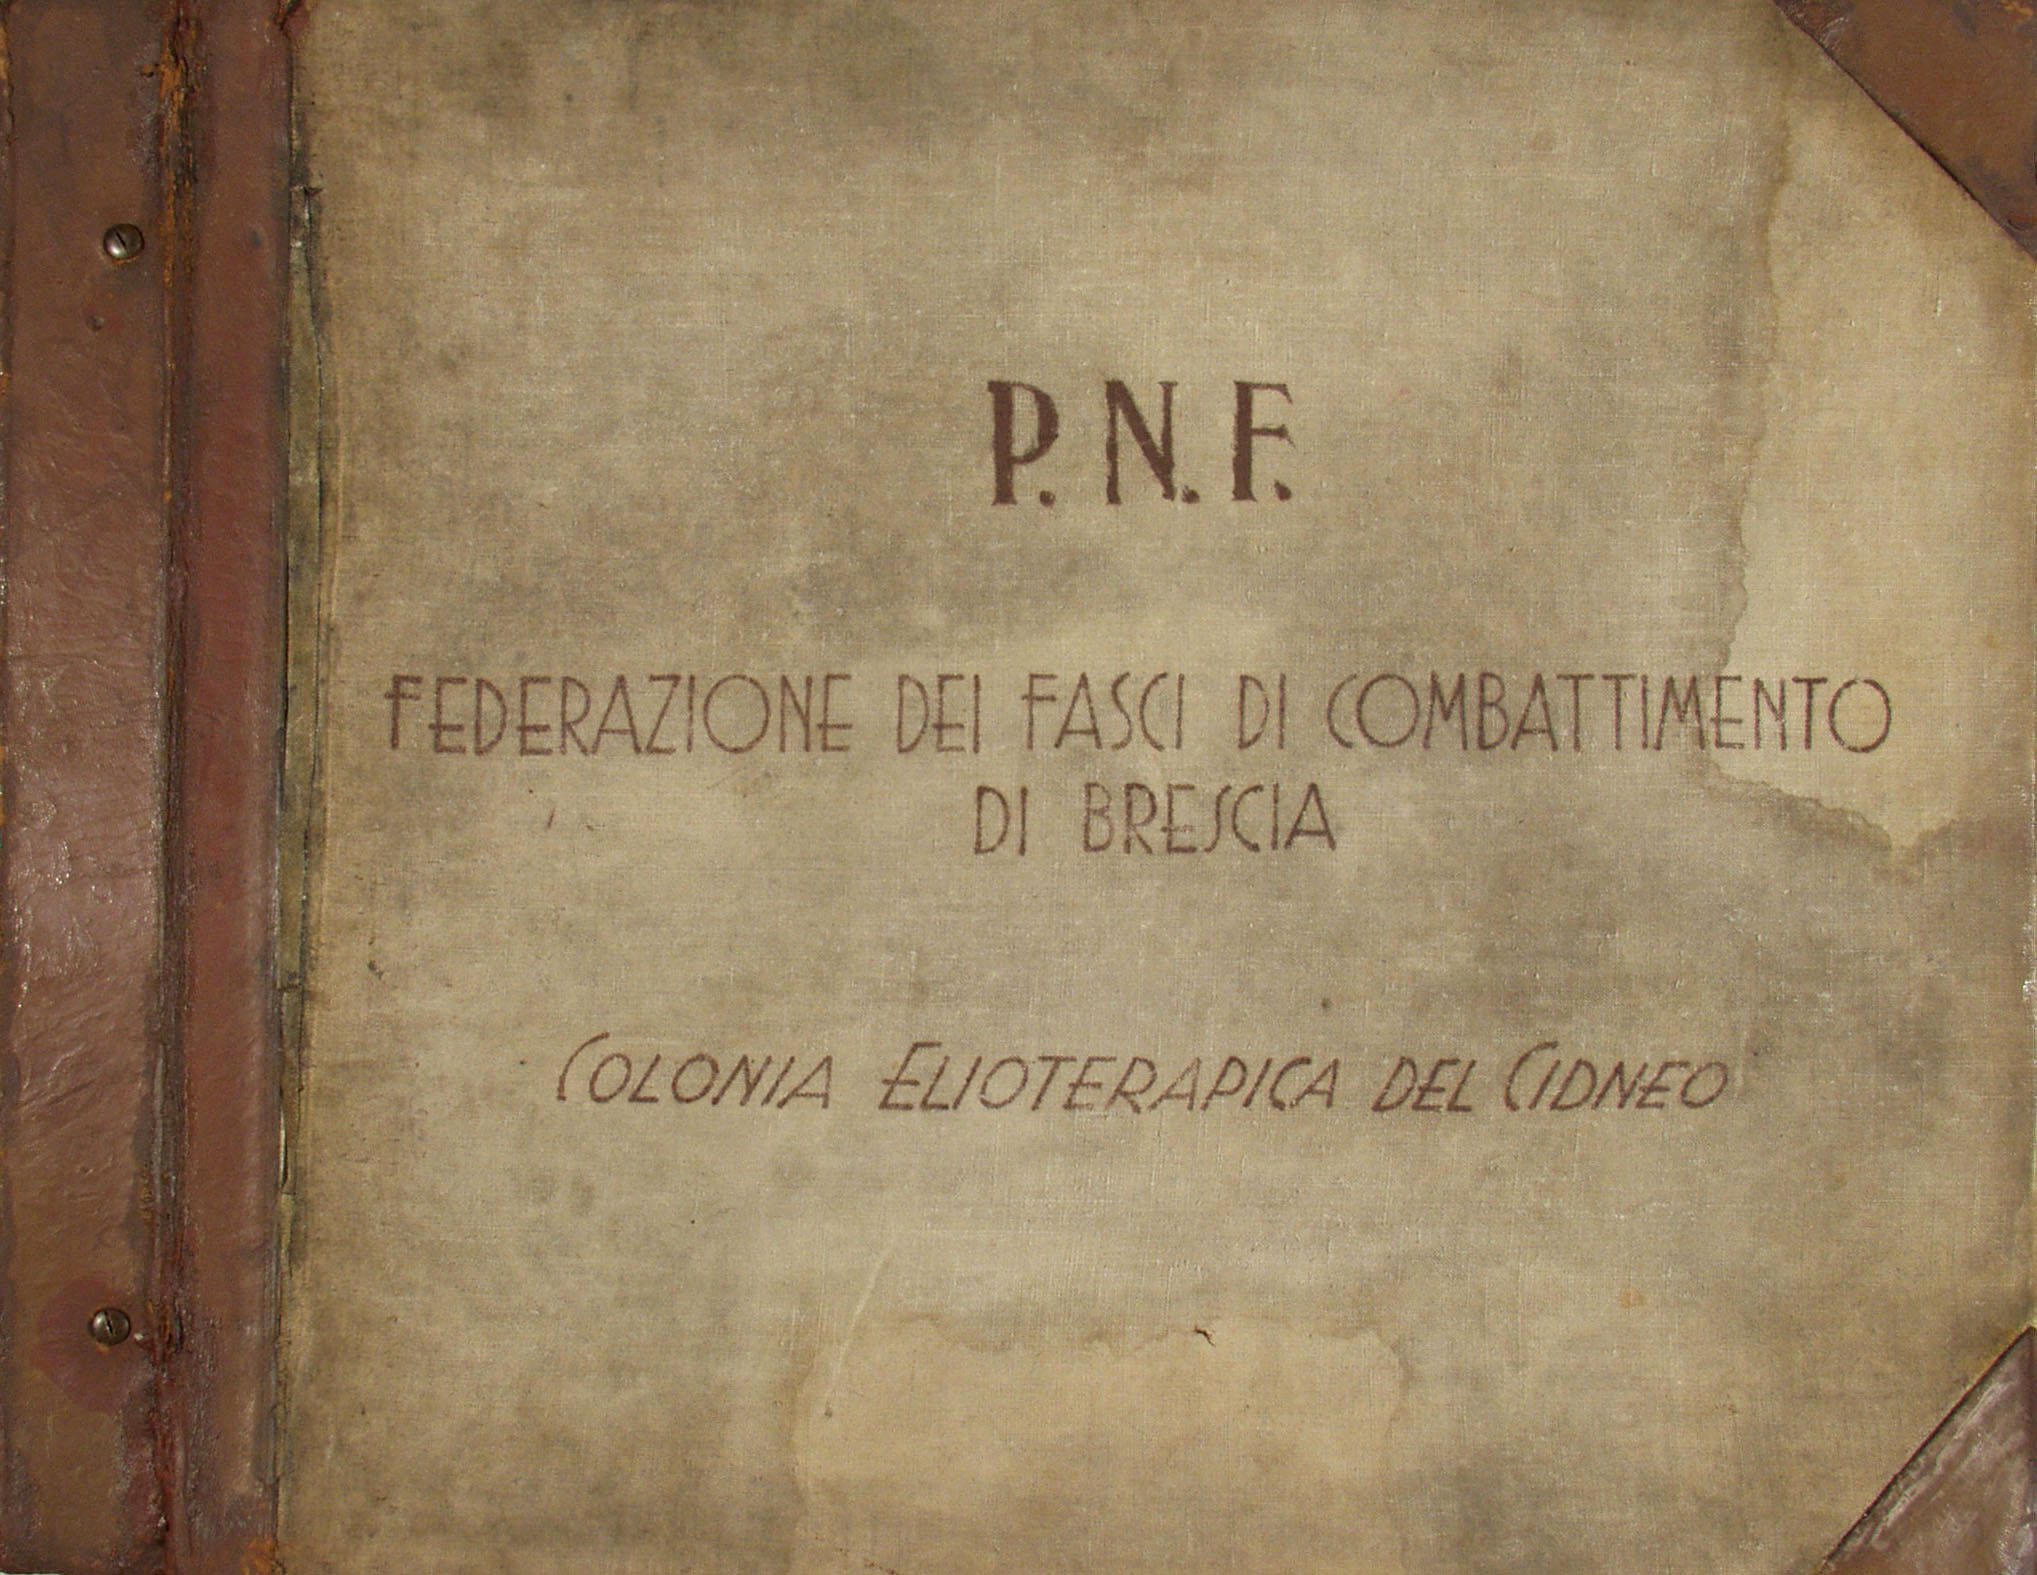 P. N. F.
FEDERAZIONE DEI FASCI DI COMBATTIMENTO
DI BRESCIA
COLONIA ELIOTERAPICA DEL CIDNEO